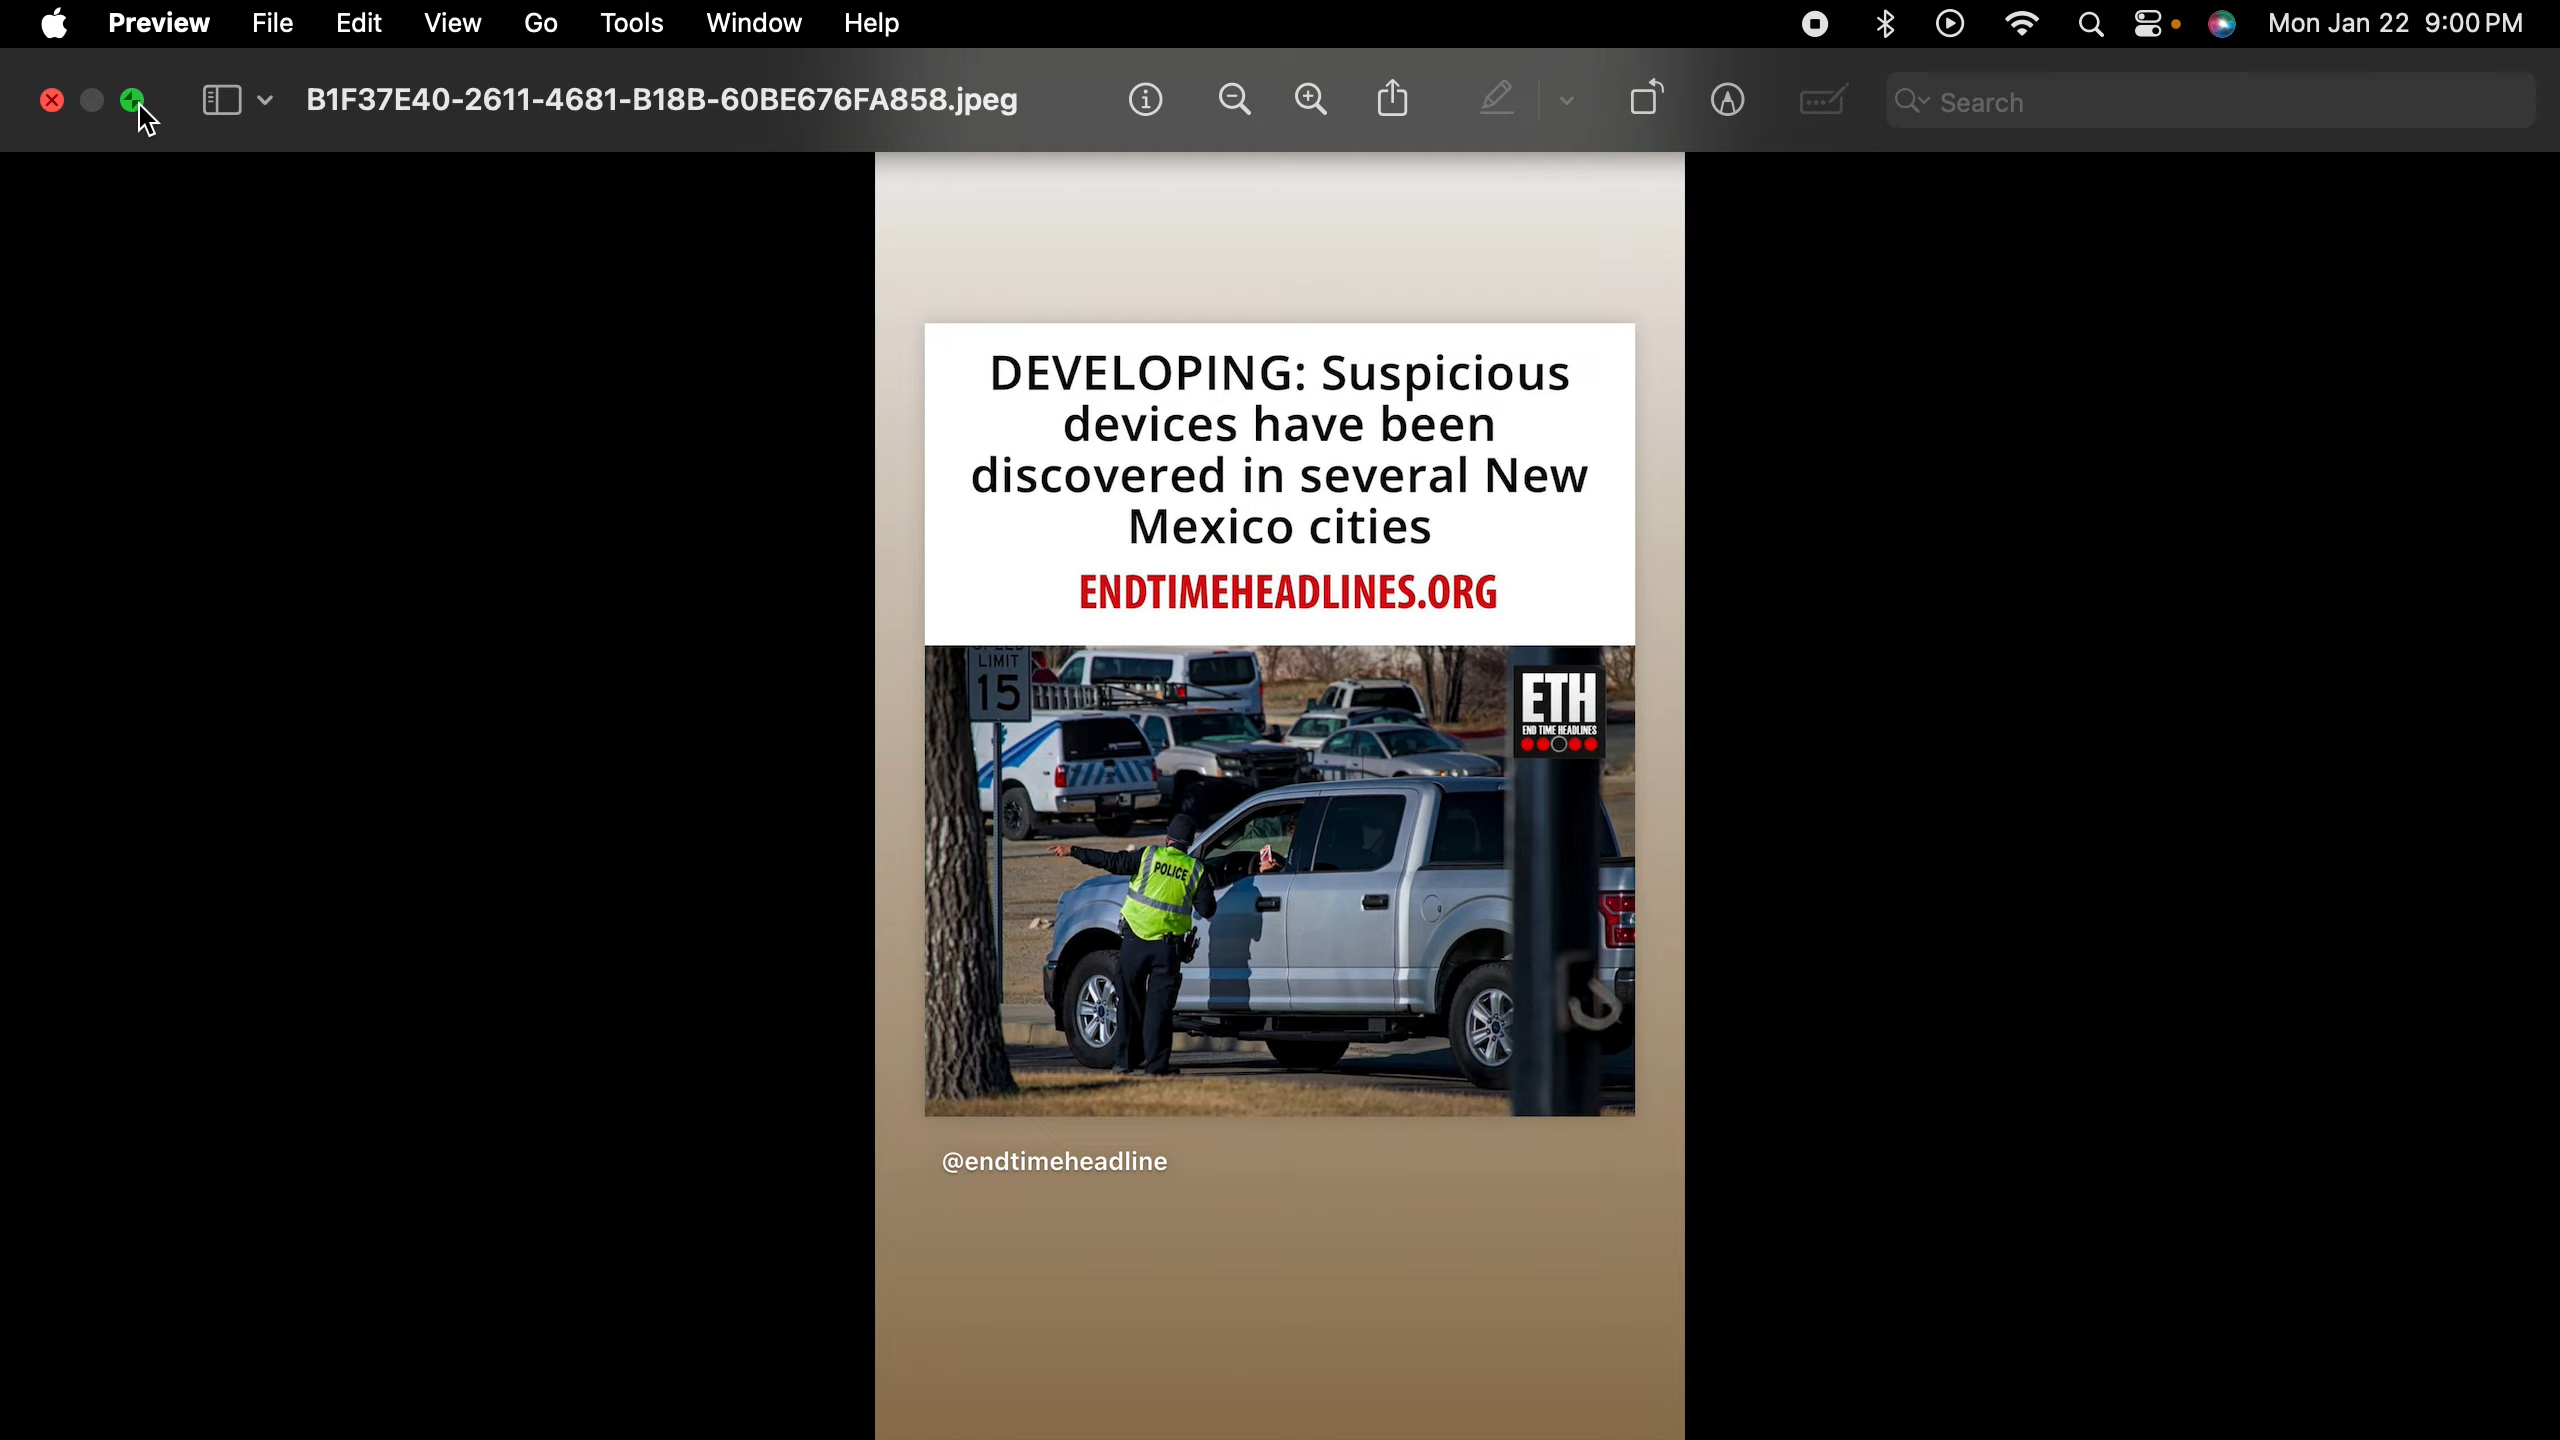 Preview File Edit View Go Tools Window Help Mon Jan 22 9:00 PM
B1F37E40-2611-4681-B18B-60BE676FA858.jpeg Search
DEVELOPING: Suspicious
devices have been
discovered in several New
Mexico cities
ENDTIMEHEADLINES.ORG
SPEED
LIMIT
15
ETH
END TIME HEADLINES
POLICE
@endtimeheadline